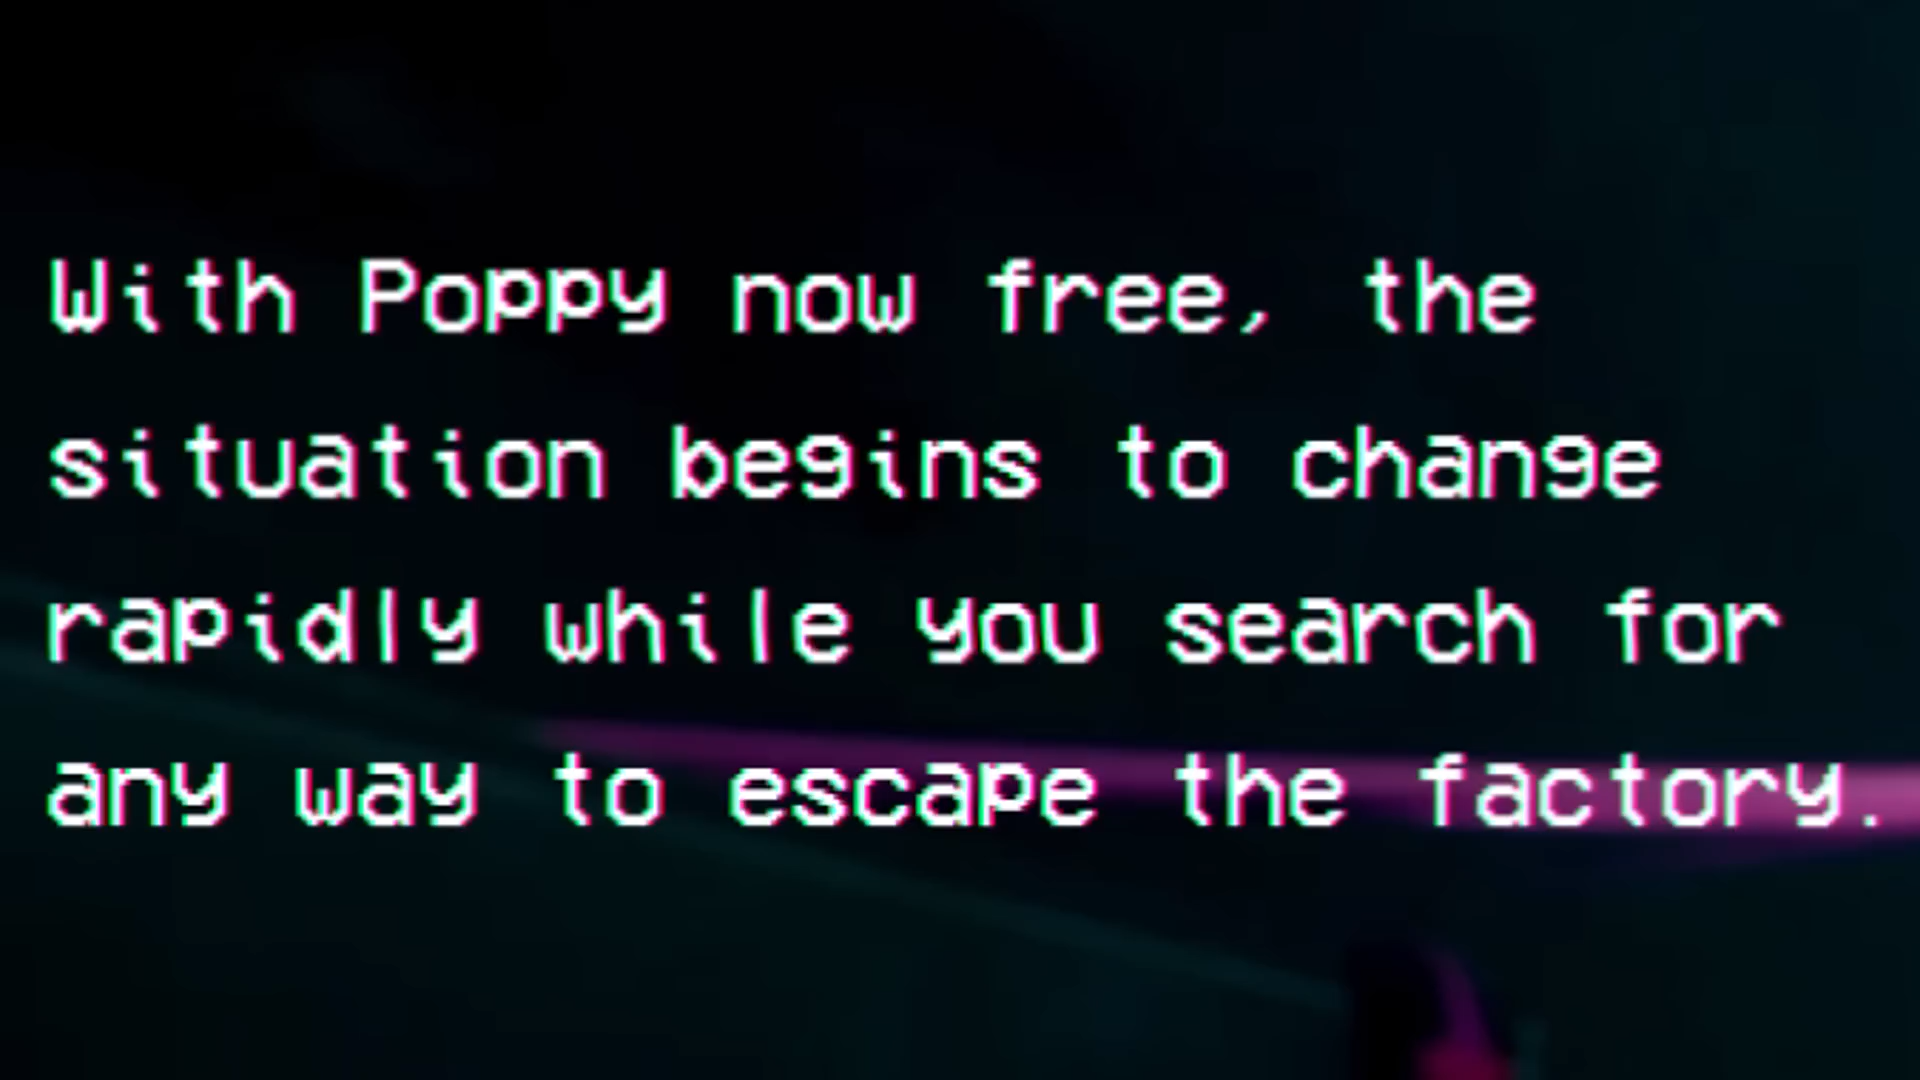 With Poppy now free, the
situation begins to change
rapidly while you search for
any way to escape the factory.